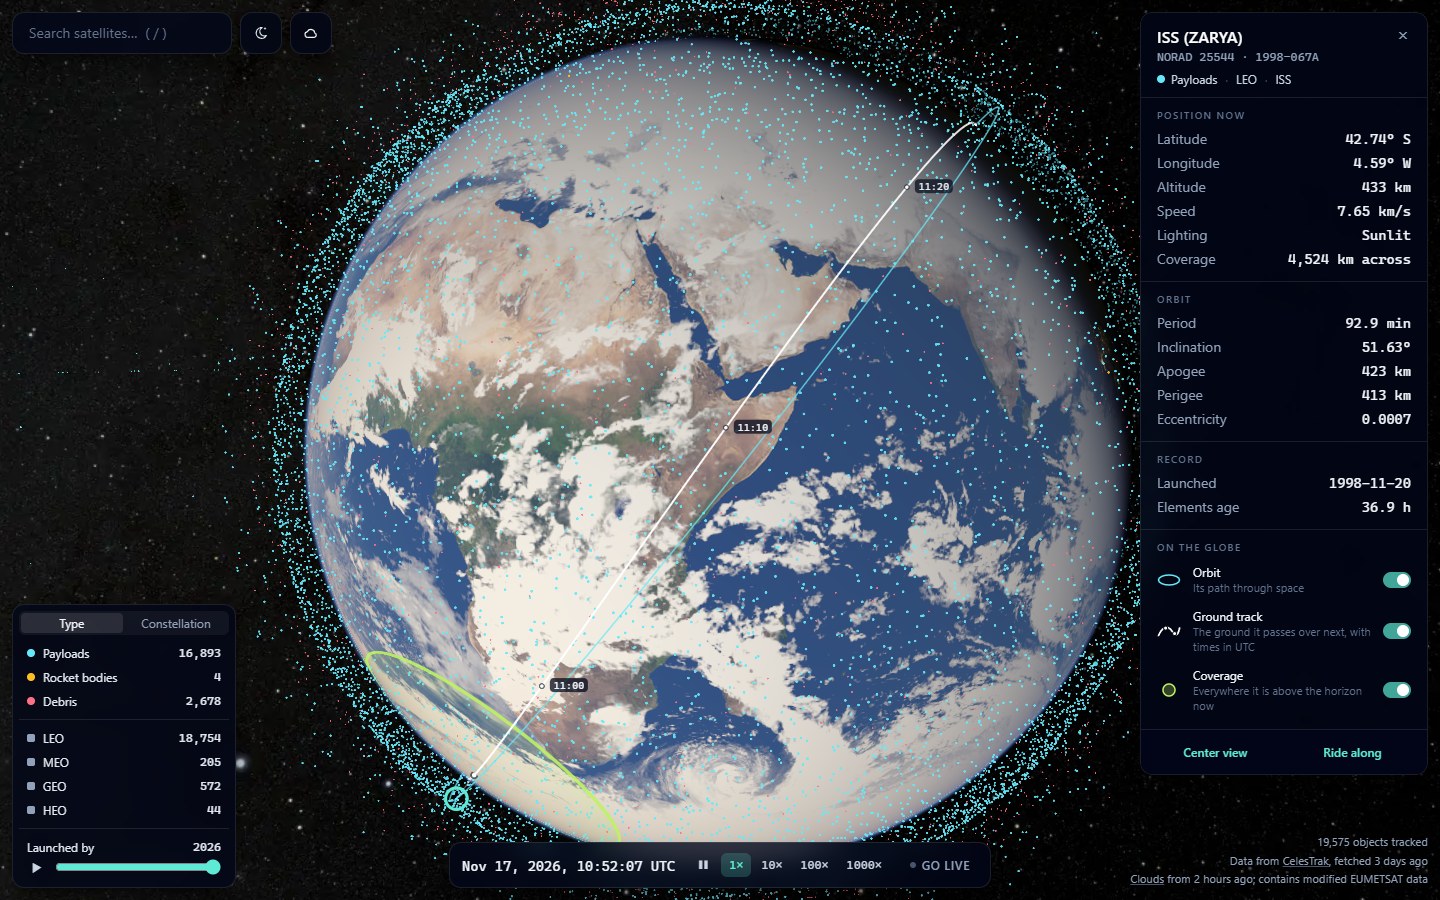 Search satellites... (/)
ISS (ZARYA)
NORAD 25544 · 1998-067A
Payloads · LEO · ISS
POSITION NOW
Latitude 42.74° S
Longitude 4.59° W
Altitude 433 km
Speed 7.65 km/s
Lighting Sunlit
Coverage 4,524 km across
ORBIT
Period 92.9 min
Inclination 51.63°
Apogee 423 km
Perigee 413 km
Eccentricity 0.0007
RECORD
Launched 1998-11-20
Elements age 36.9 h
ON THE GLOBE
Orbit
Its path through space
Ground track
The ground it passes over next, with
times in UTC
Coverage
Everywhere it is above the horizon
now
Center view Ride along
11:20
11:10
11:00
Type Constellation
Payloads 16,893
Rocket bodies 4
Debris 2,678
LEO 18,754
MEO 205
GEO 572
HEO 44
Launched by 2026
Nov 17, 2026, 10:52:07 UTC 1× 10× 100× 1000× GO LIVE
19,575 objects tracked
Data from CelesTrak, fetched 3 days ago
Clouds from 2 hours ago; contains modified EUMETSAT data